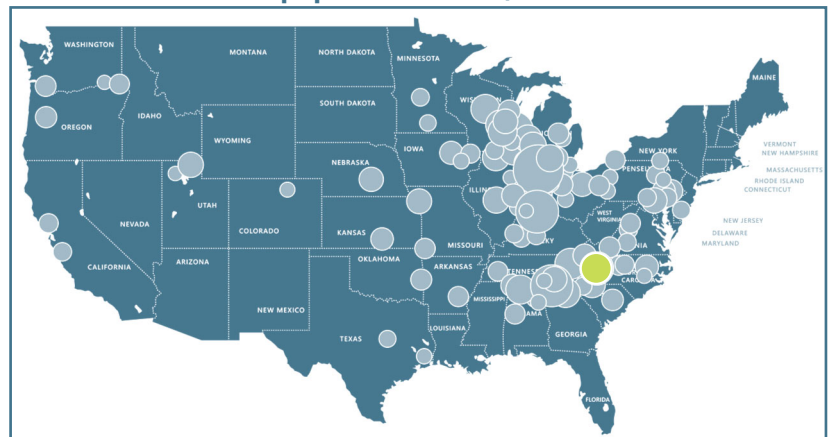 WASHINGTON
MONTANA
NORTH DAKOTA
MINNESOTA
MAINE
SOUTH DAKOTA
IDAHO
OREGON
WYOMING
NEW YORK
VERMONT
NEW HAMPSHIRE
IOWA
NEBRASKA
MASSACHUSETTS
RHODE ISLAND
CONNECTICUT
NEVADA
UTAH
COLORADO
KANSAS
MISSOURI
WEST
VIRGINIA
NEW JERSEY
DELAWARE
MARYLAND
CALIFORNIA
ARIZONA
OKLAHOMA
ARKANSAS
NEW MEXICO
MISSISSIPPI
TEXAS
LOUISIANA
GEORGIA
FLORIDA